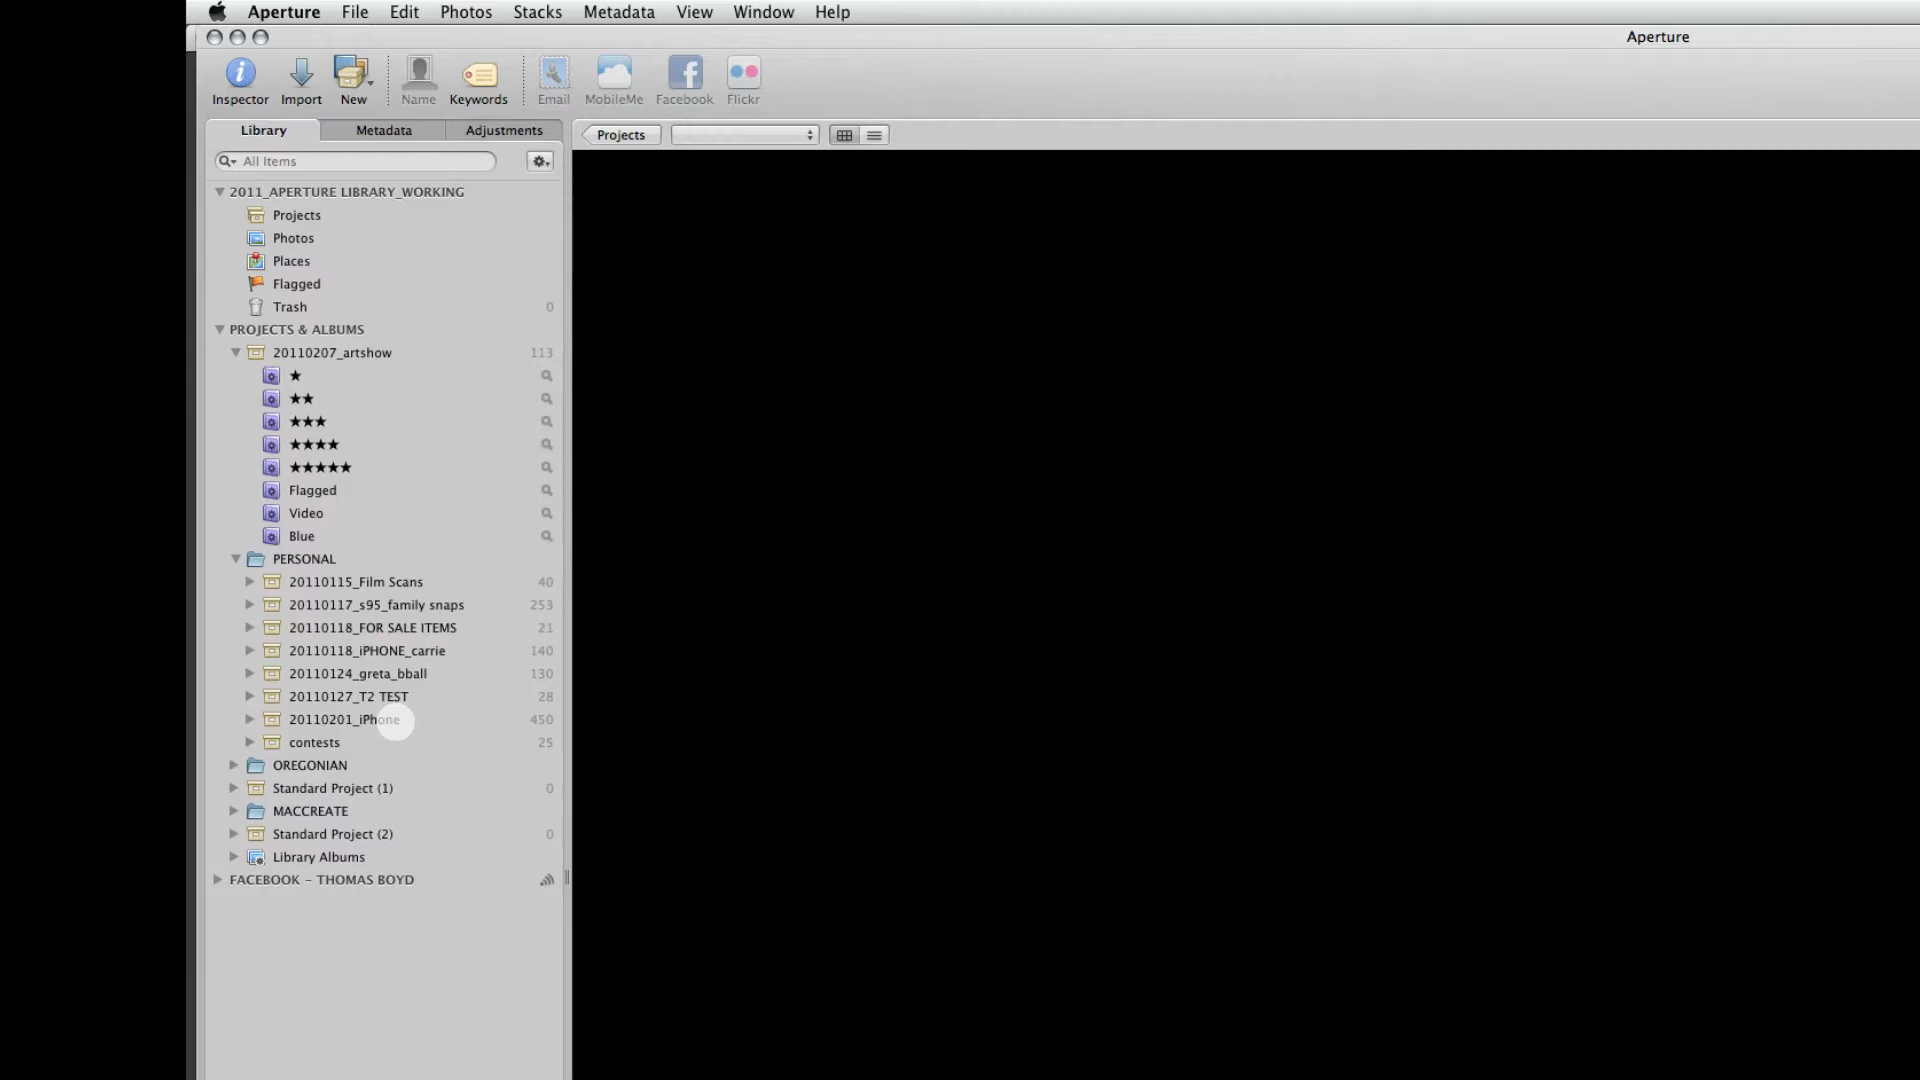 Aperture File Edit Photos Stacks Metadata View Window Help
Aperture
Inspector Import New Name Keywords Email MobileMe Facebook Flickr
Library Metadata Adjustments Projects
All Items
2011_APERTURE LIBRARY_WORKING
Projects
Photos
Places
Flagged
Trash 0
PROJECTS & ALBUMS
20110207_artshow 113
★
★★
★★★
★★★★
★★★★★
Flagged
Video
Blue
PERSONAL
20110115_Film Scans 40
20110117_s95_family snaps 253
20110118_FOR SALE ITEMS 21
20110118_iPHONE_carrie 140
20110124_greta_bball 130
20110127_T2 TEST 28
20110201_iPhone 450
contests 25
OREGONIAN
Standard Project (1) 0
MACCREATE
Standard Project (2) 0
Library Albums
FACEBOOK – THOMAS BOYD